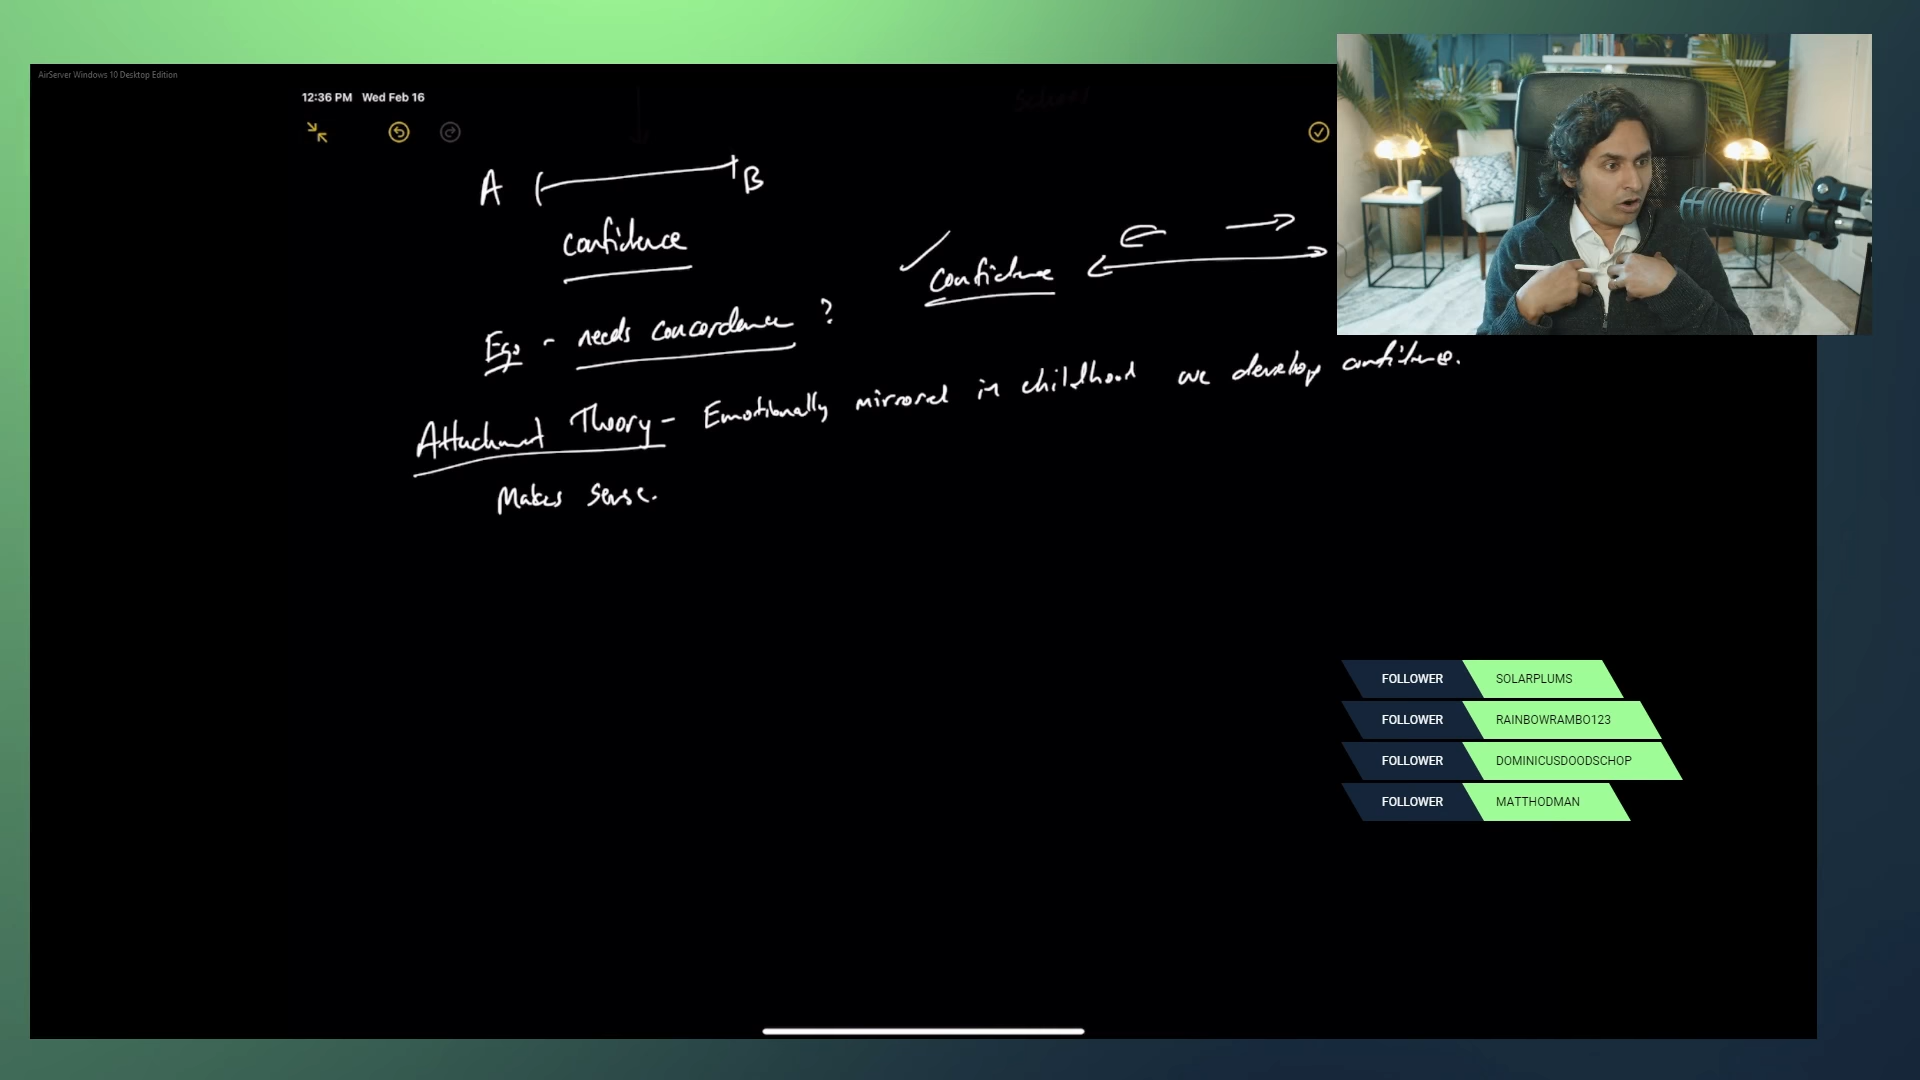 AirServer Windows 10 Desktop Edition
12:36 PM Wed Feb 16
School
A B
confidence
confidence
Ego - needs concordance ?
Attachment Theory - Emotionally mirrored in childhood we develop confidence.
Makes sense.
FOLLOWER SOLARPLUMS
FOLLOWER RAINBOWRAMBO123
FOLLOWER DOMINICUSDOODSCHOP
FOLLOWER MATTHODMAN